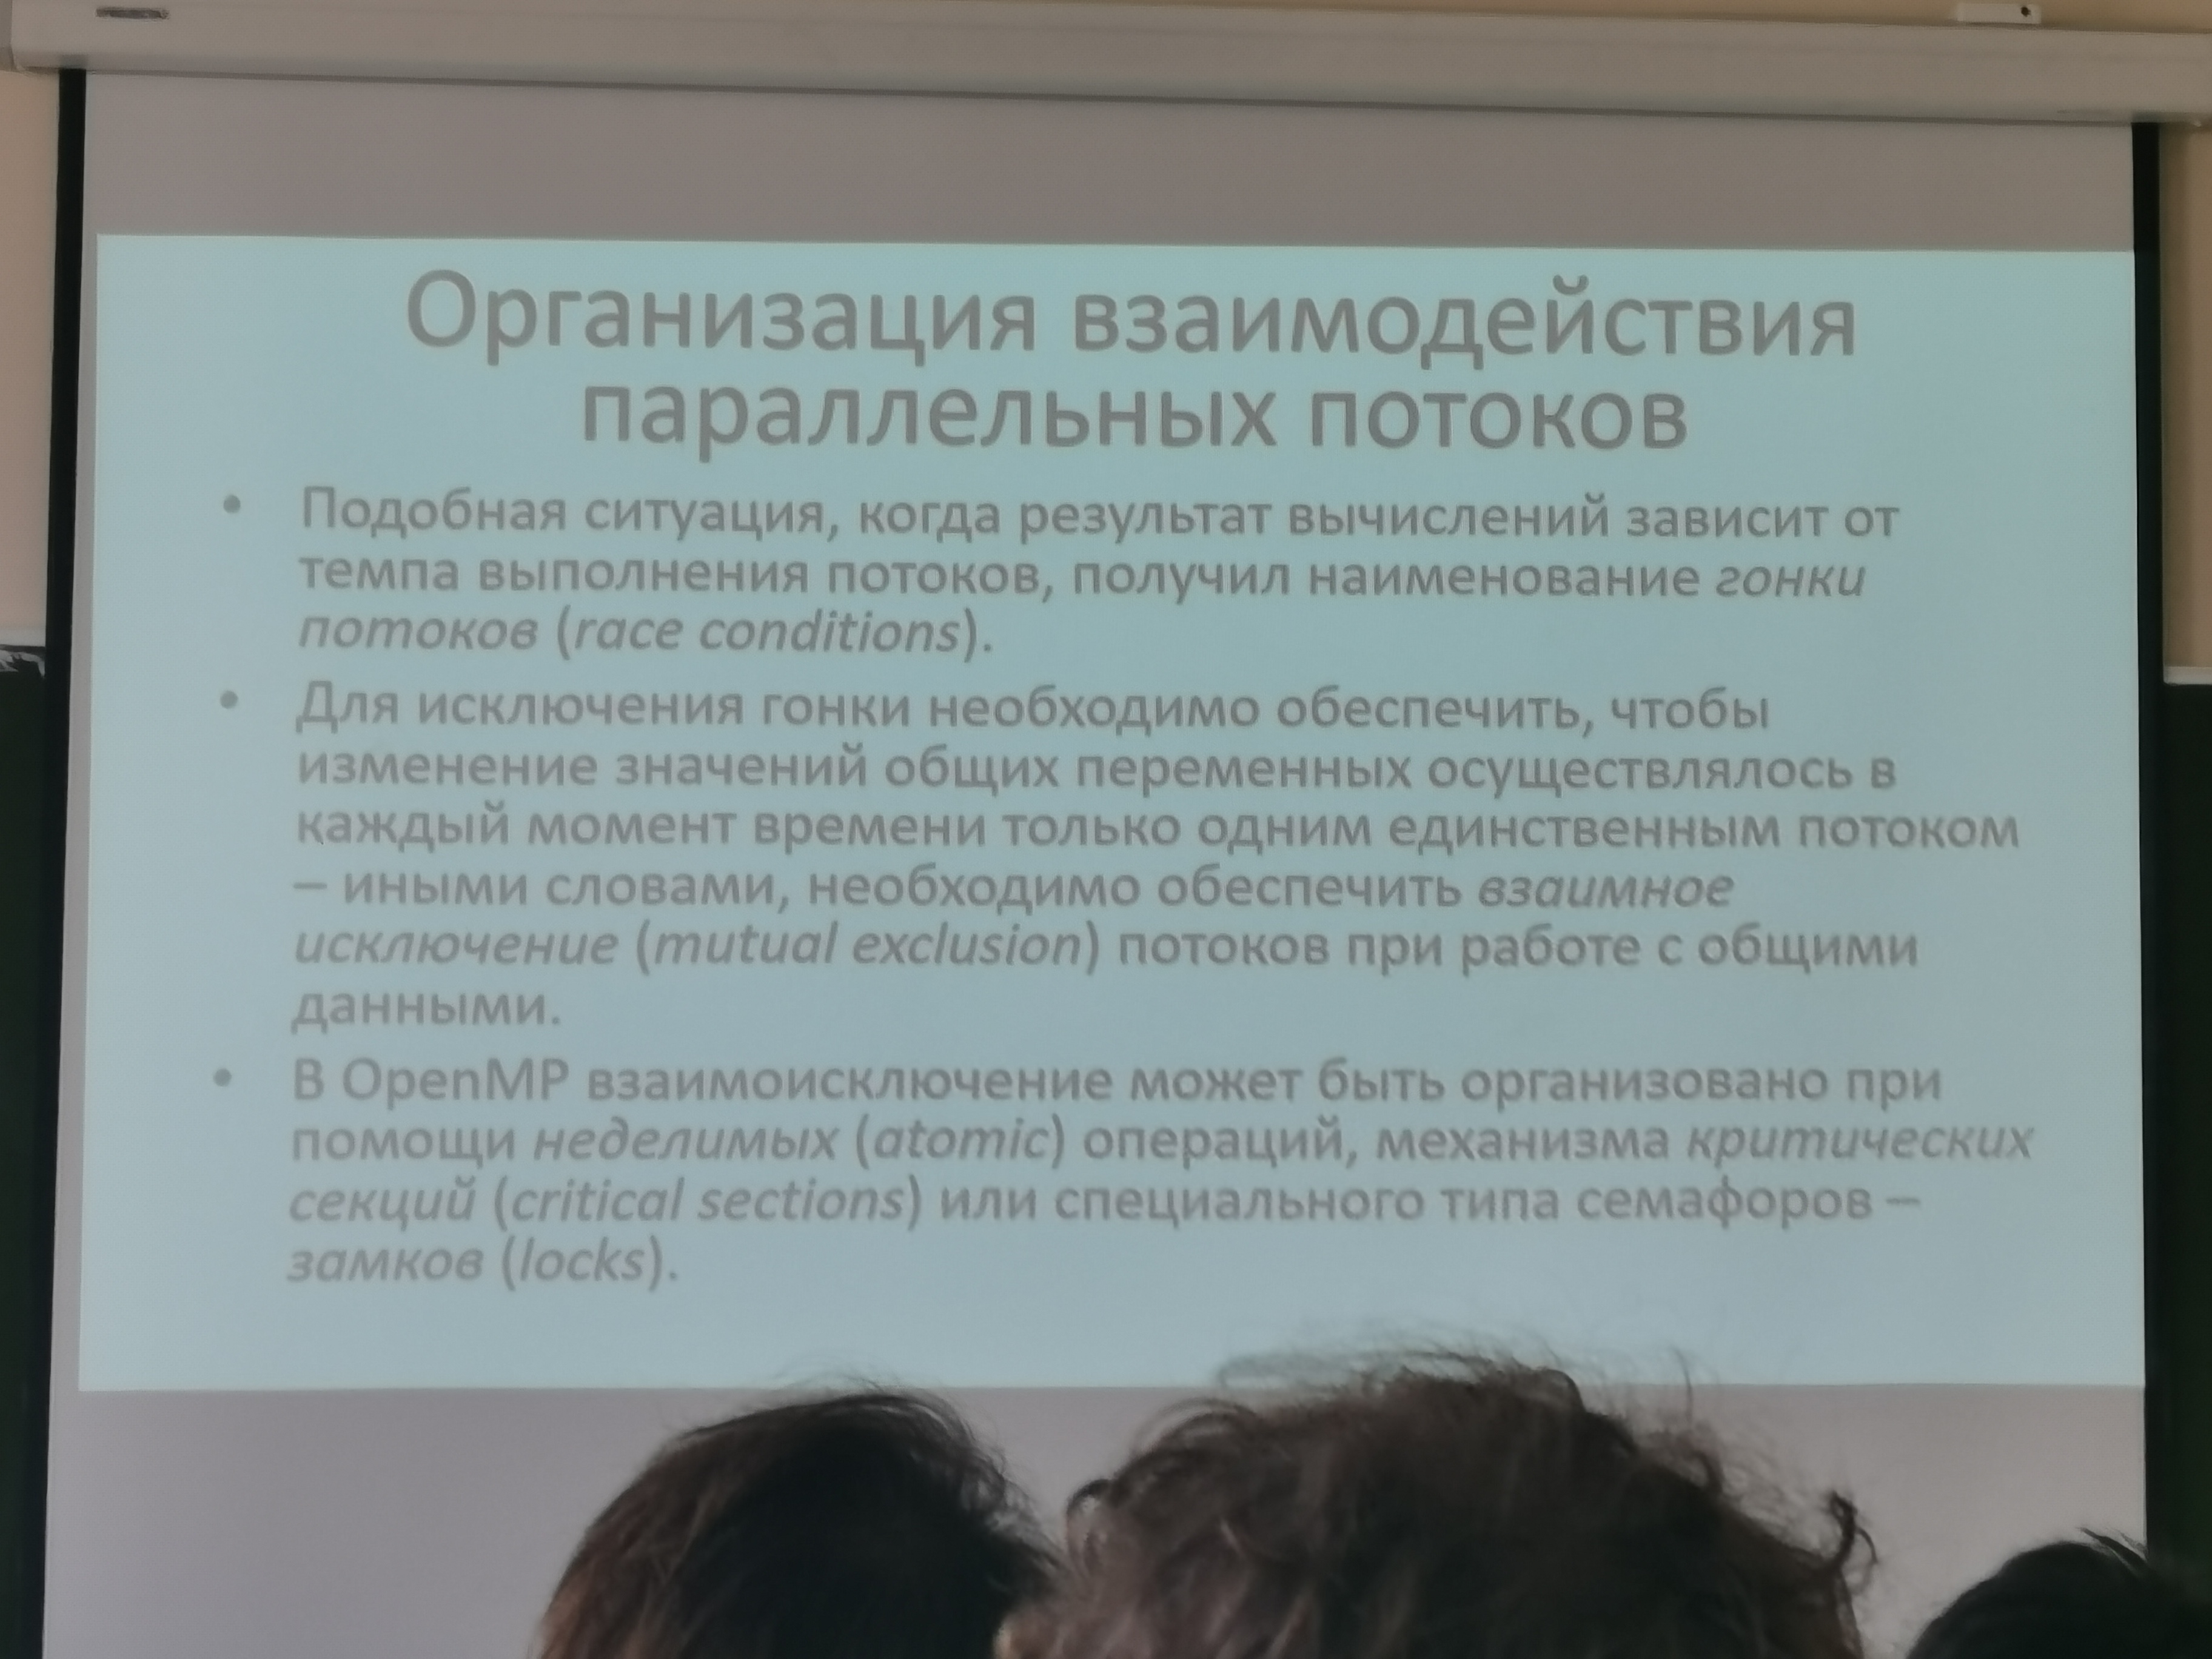 Организация взаимодействия
параллельных потоков
• Подобная ситуация, когда результат вычислений зависит от
темпа выполнения потоков, получил наименование гонки
потоков (race conditions).
• Для исключения гонки необходимо обеспечить, чтобы
изменение значений общих переменных осуществлялось в
каждый момент времени только одним единственным потоком
– иными словами, необходимо обеспечить взаимное
исключение (mutual exclusion) потоков при работе с общими
данными.
• В OpenMP взаимоисключение может быть организовано при
помощи неделимых (atomic) операций, механизма критических
секций (critical sections) или специального типа семафоров –
замков (locks).